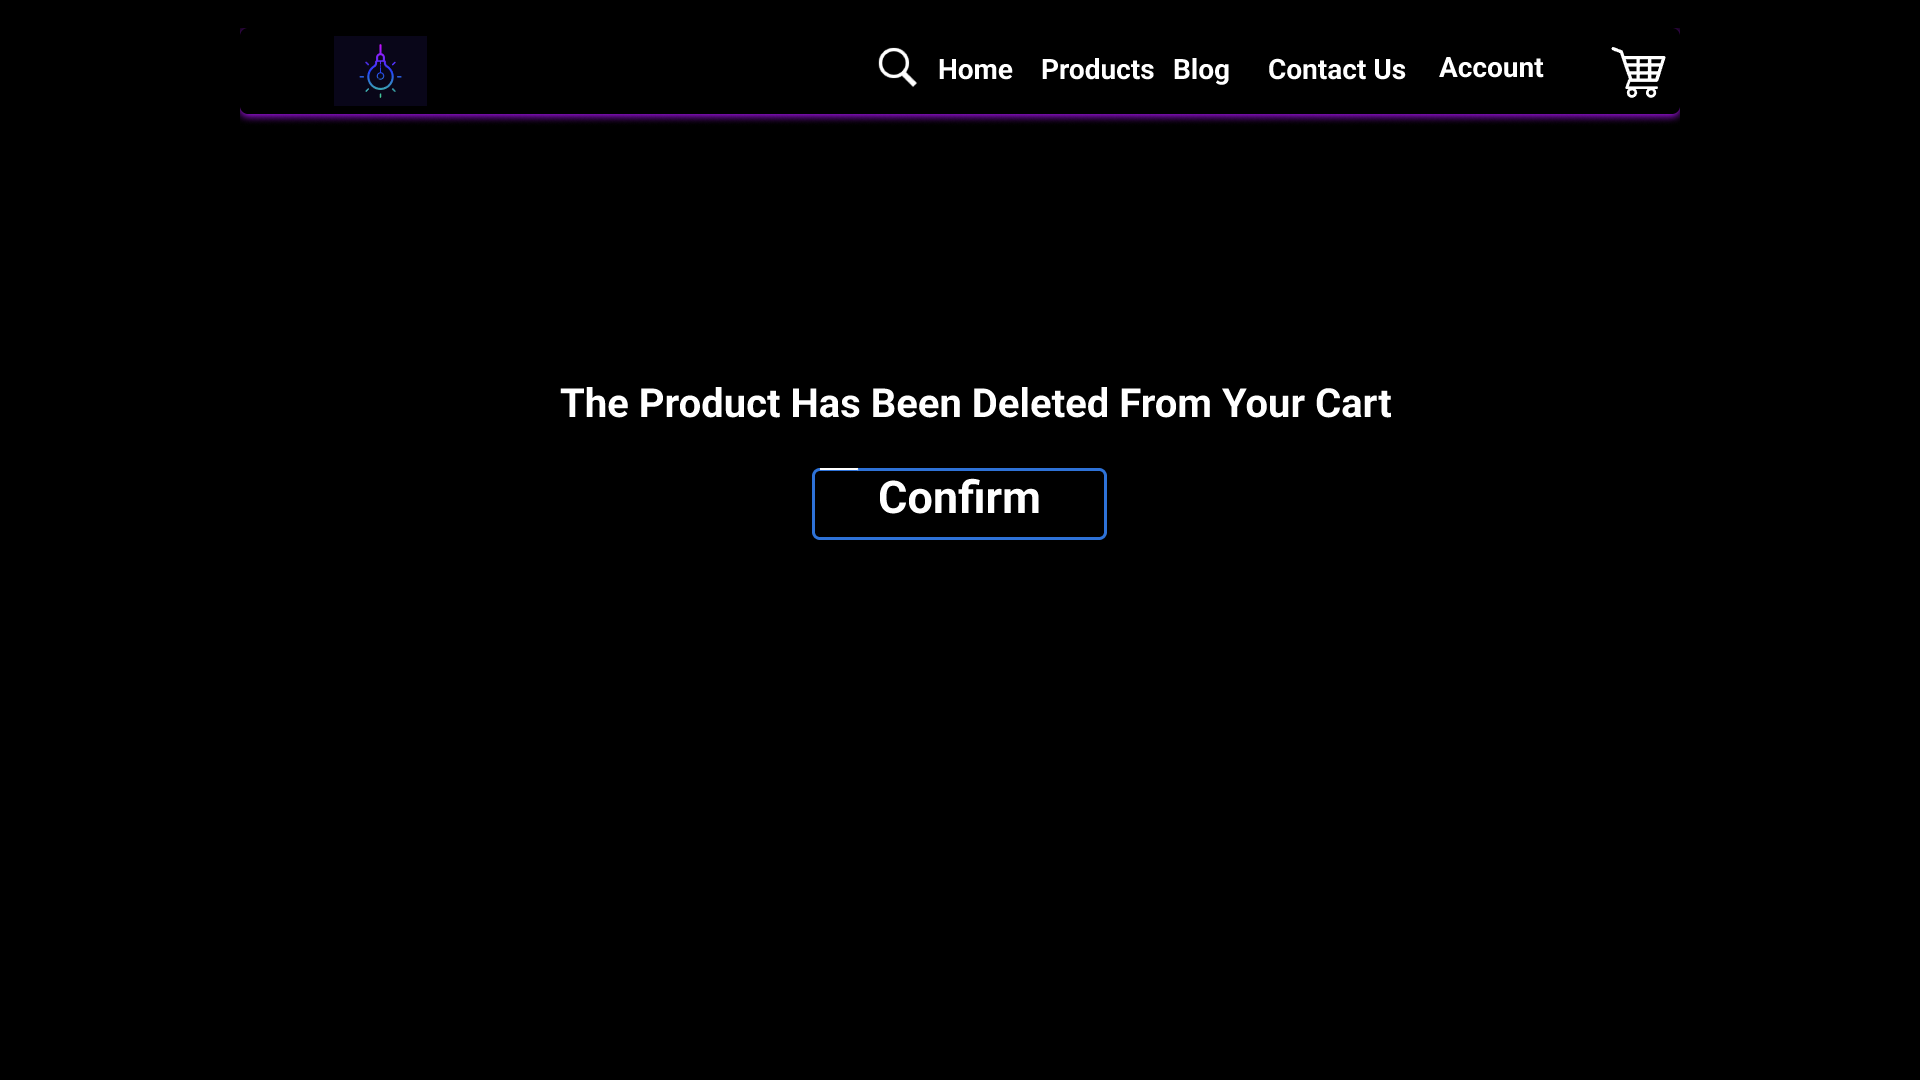 Home Products Blog Contact Us Account
The Product Has Been Deleted From Your Cart
Confirm